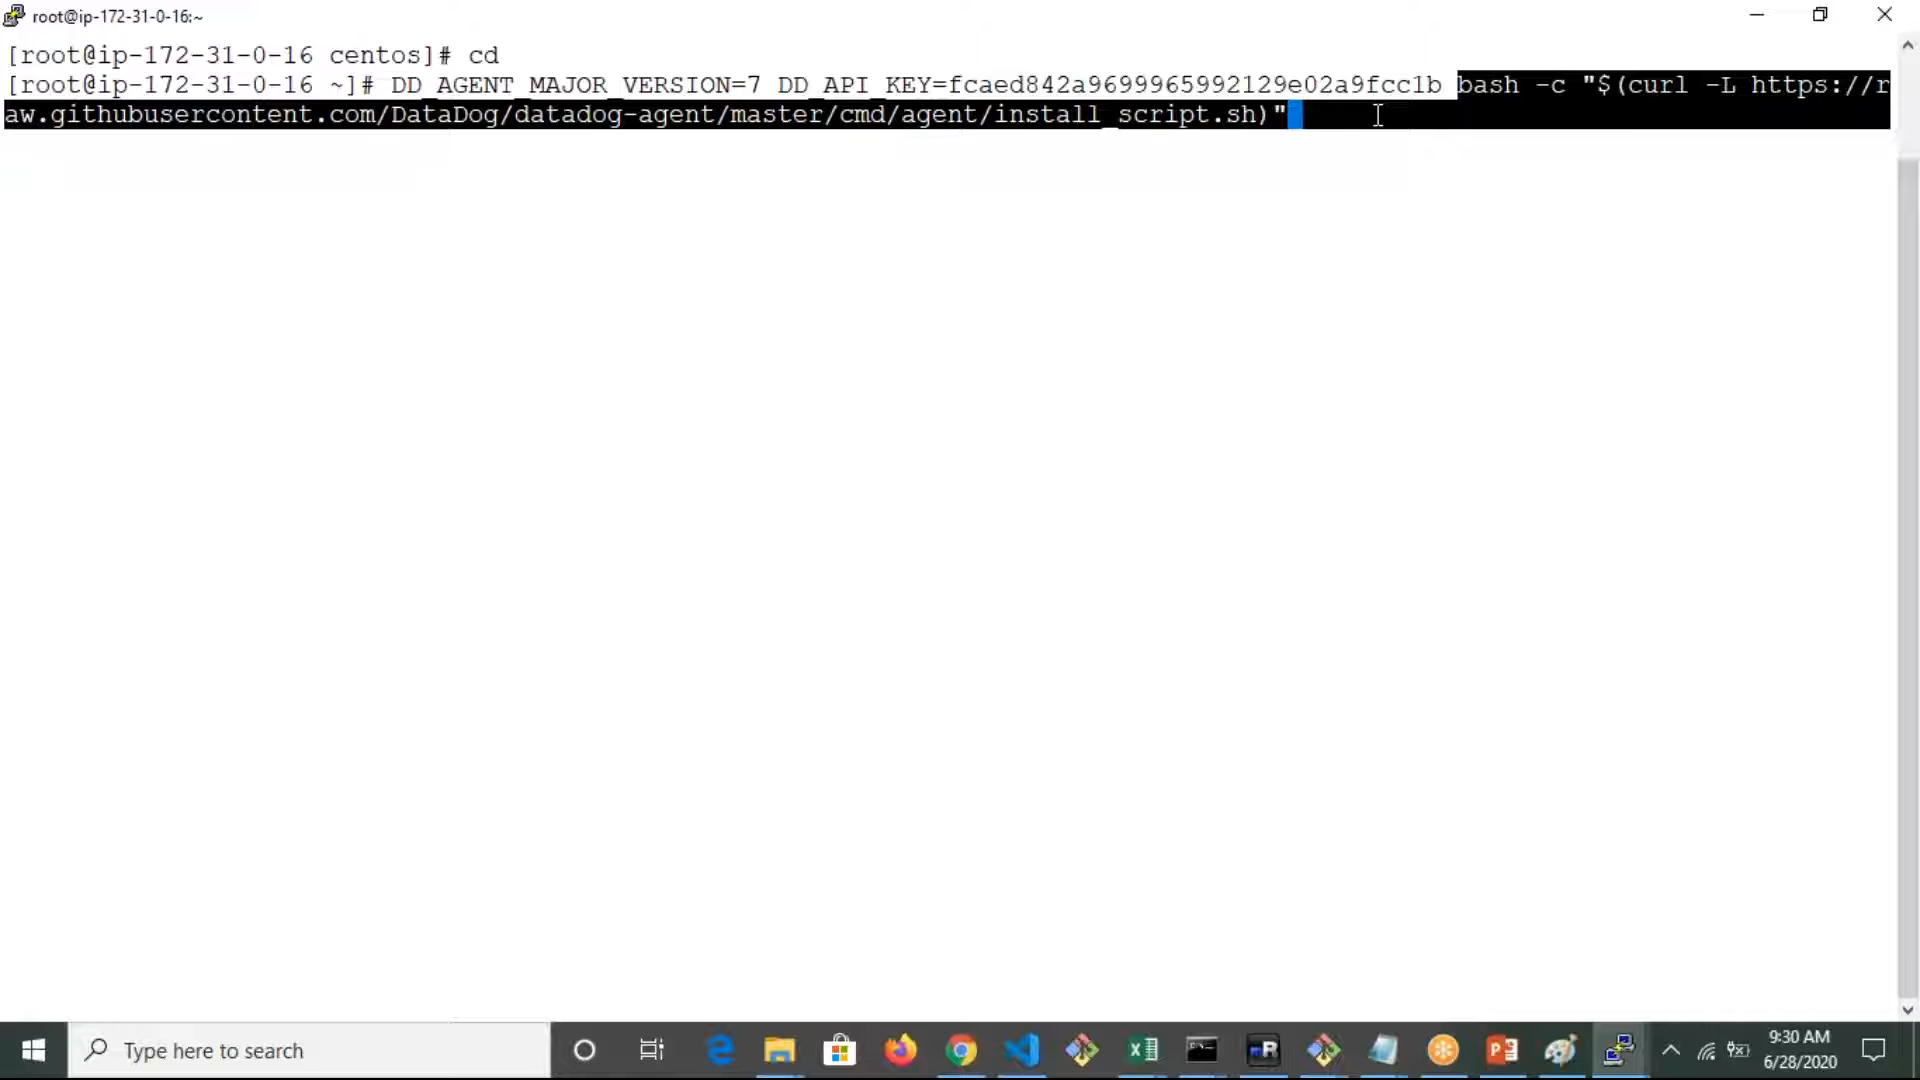 root@ip-172-31-0-16:~
[root@ip-172-31-0-16 centos]# cd
[root@ip-172-31-0-16 ~]# DD_AGENT_MAJOR_VERSION=7 DD_API_KEY=fcaed842a9699965992129e02a9fcc1b bash -c "$(curl -L https://r
aw.githubusercontent.com/DataDog/datadog-agent/master/cmd/agent/install_script.sh)"
Type here to search
9:30 AM
6/28/2020